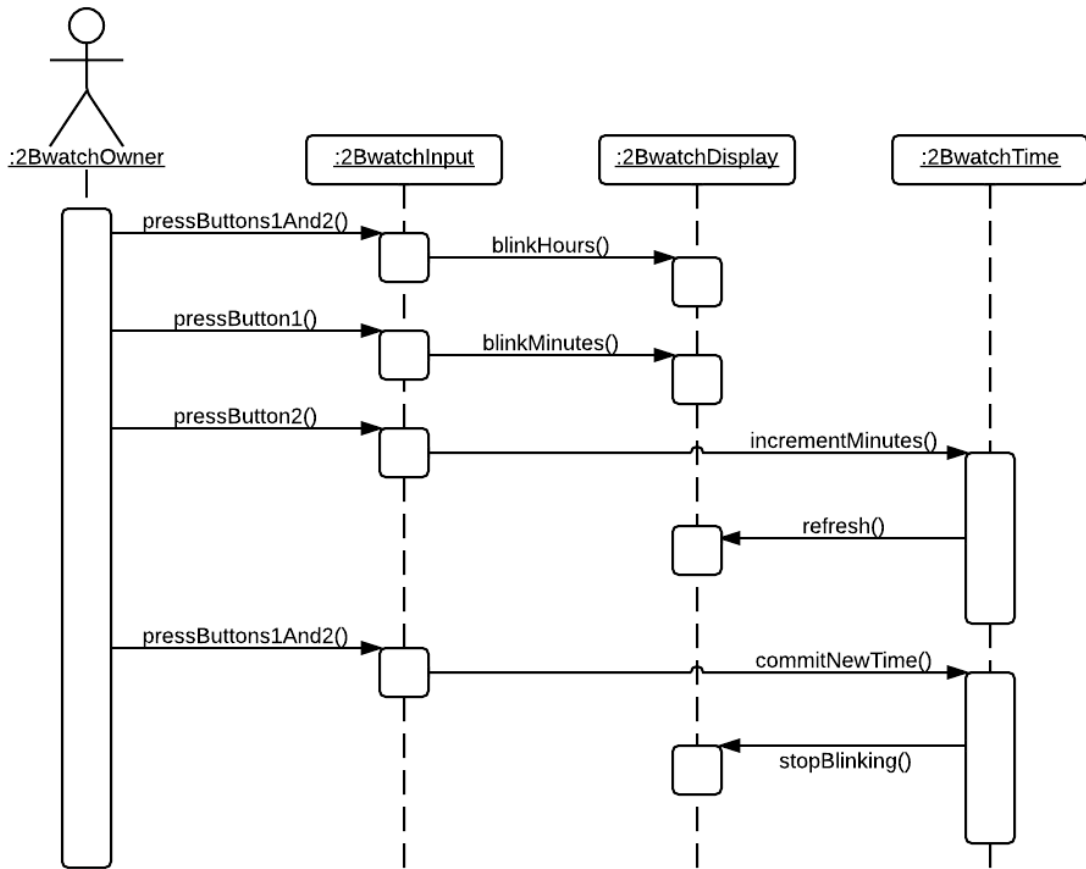 :2BwatchOwner
:2BwatchInput
:2BwatchDisplay
:2BwatchTime
pressButtons1And2()
blinkHours()
pressButton1()
blinkMinutes()
pressButton2()
incrementMinutes()
refresh()
pressButtons1And2()
commitNewTime()
stopBlinking()